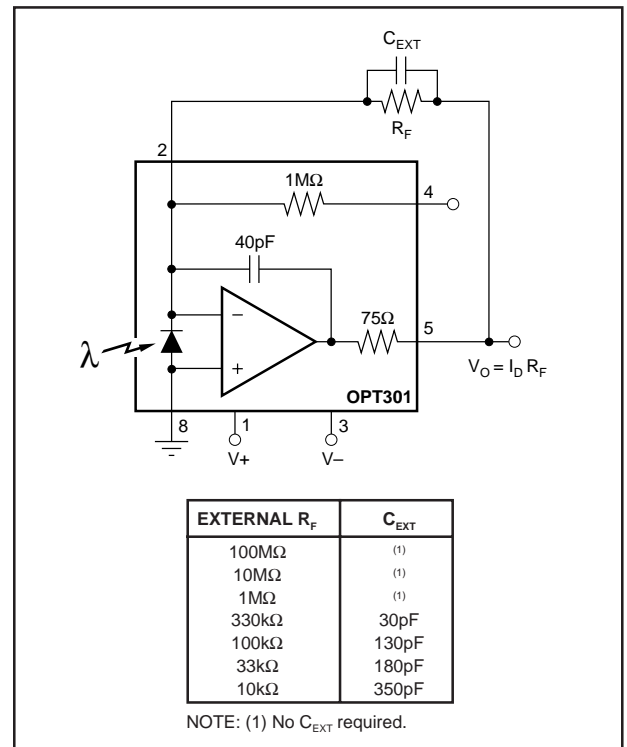 C_EXT
R_F
2
1MΩ
4
40pF
75Ω
5
–
+
λ
V_O = I_D R_F
OPT301
8
1
3
V+
V–
EXTERNAL R_F C_EXT
100MΩ (1)
10MΩ (1)
1MΩ (1)
330kΩ 30pF
100kΩ 130pF
33kΩ 180pF
10kΩ 350pF
NOTE: (1) No C_EXT required.